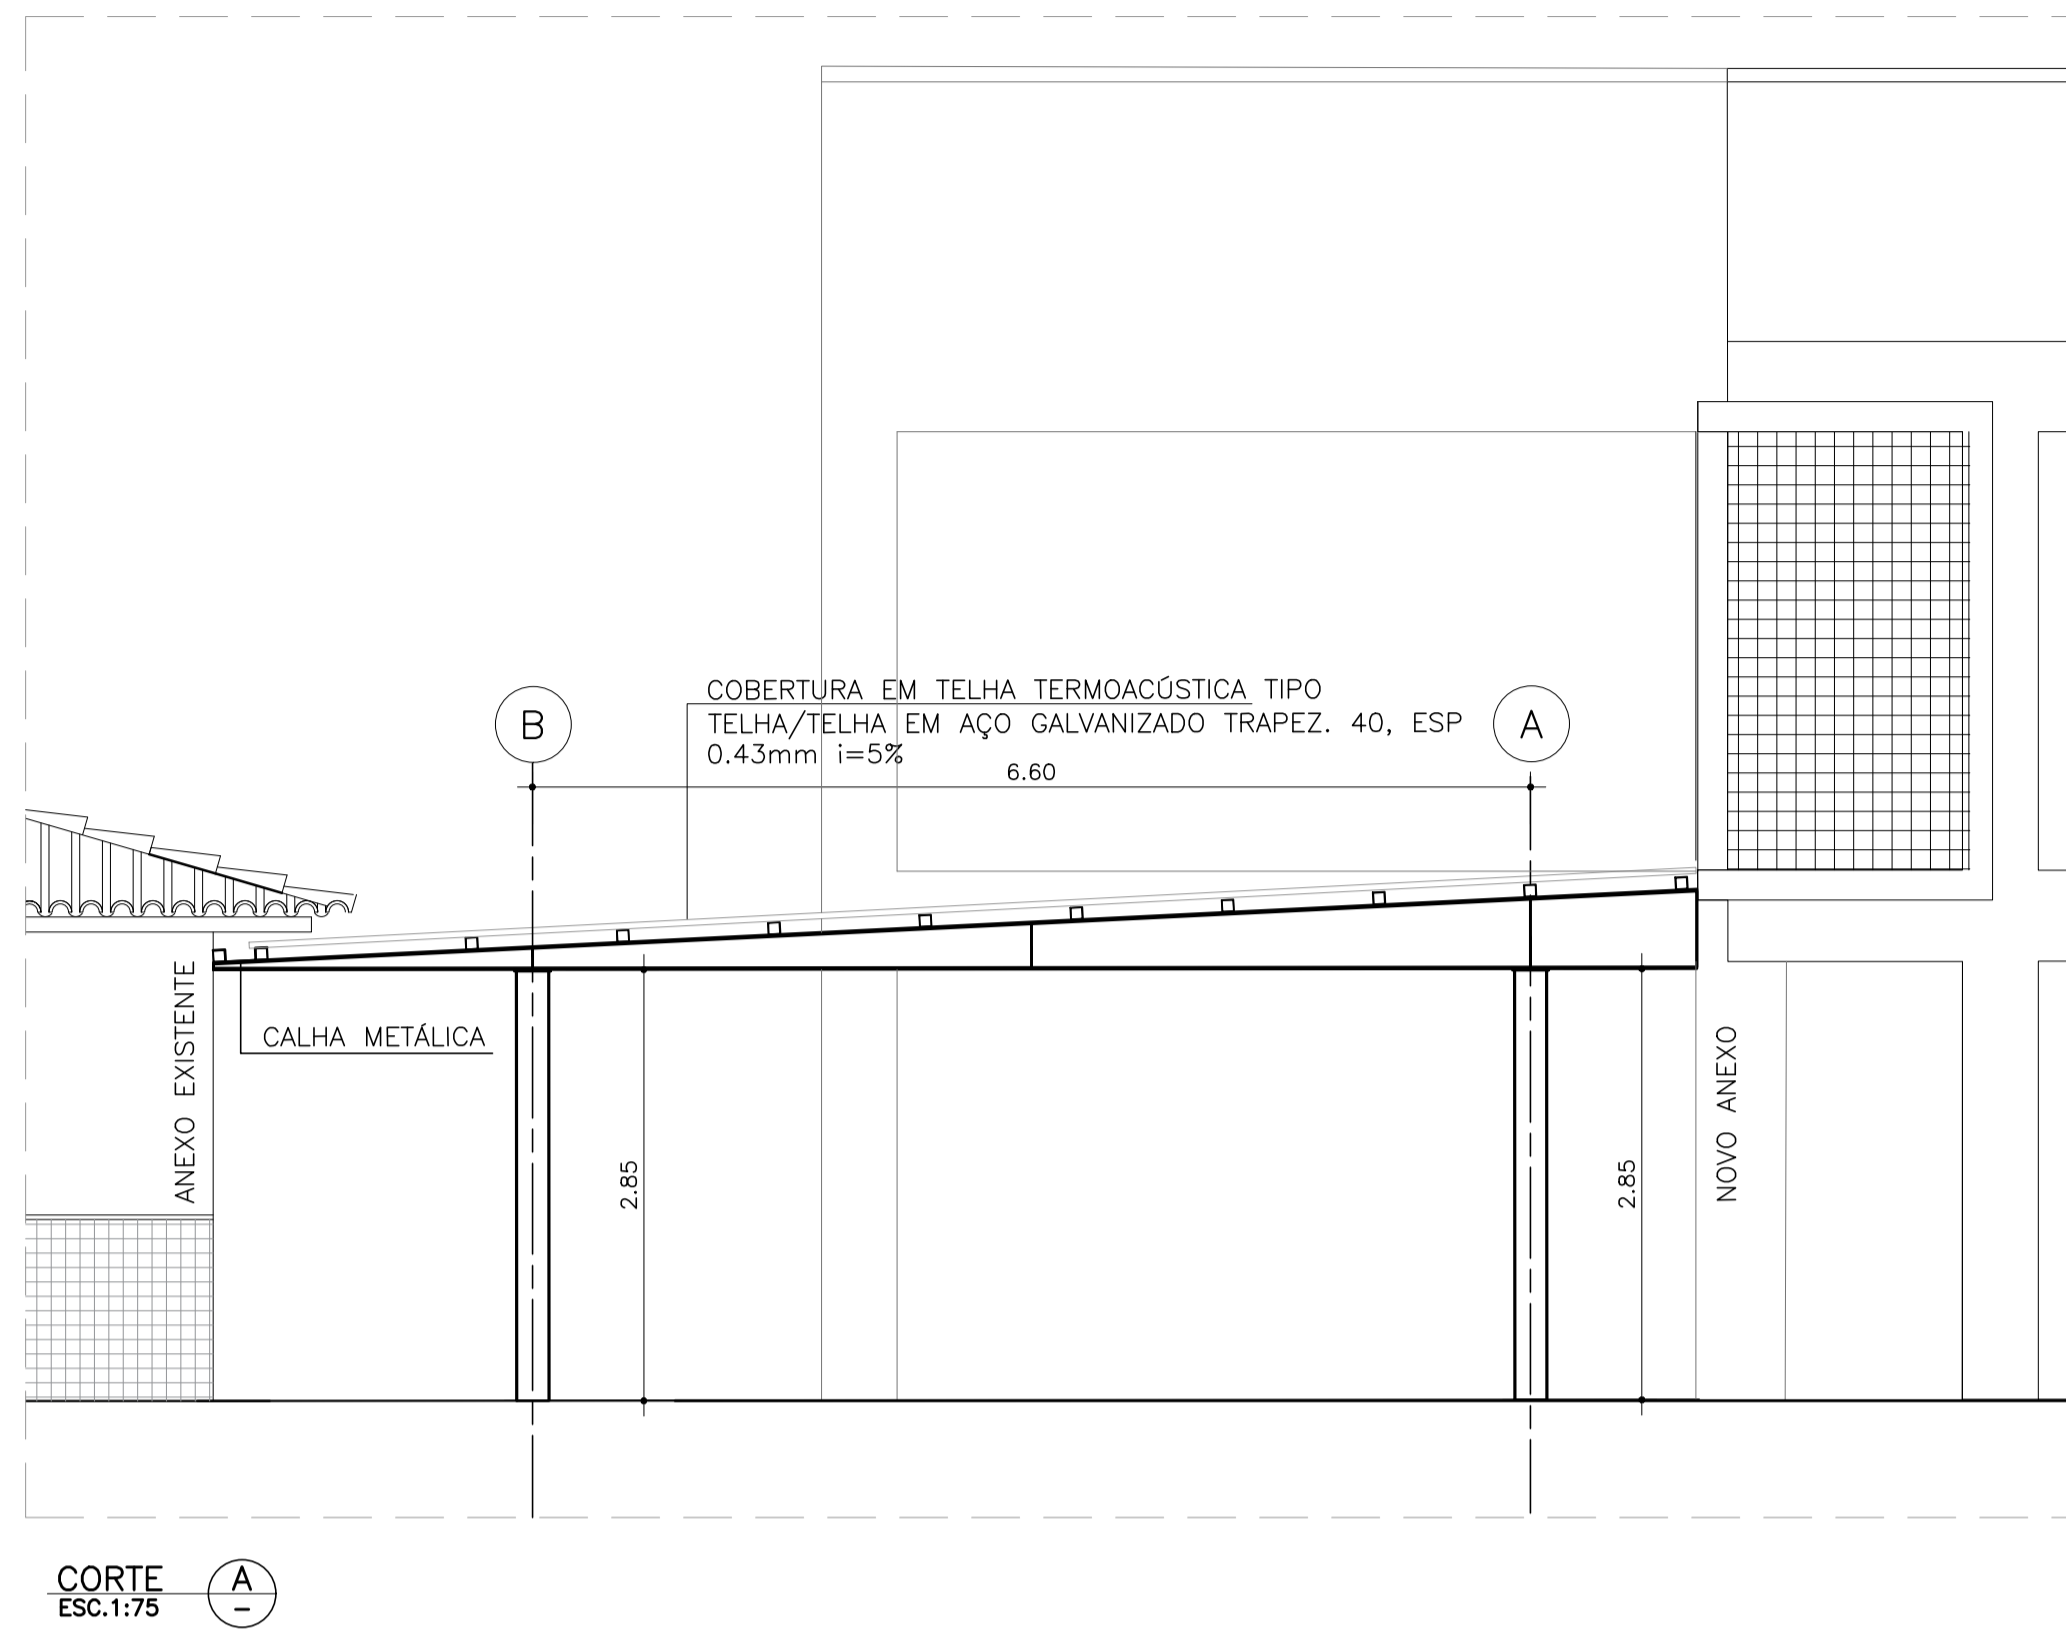 COBERTURA EM TELHA TERMOACÚSTICA TIPO
TELHA/TELHA EM AÇO GALVANIZADO TRAPEZ. 40, ESP
0.43mm i=5%
B
A
6.60
ANEXO EXISTENTE
CALHA METÁLICA
2.85
2.85
NOVO ANEXO
CORTE
ESC.1:75
A
–